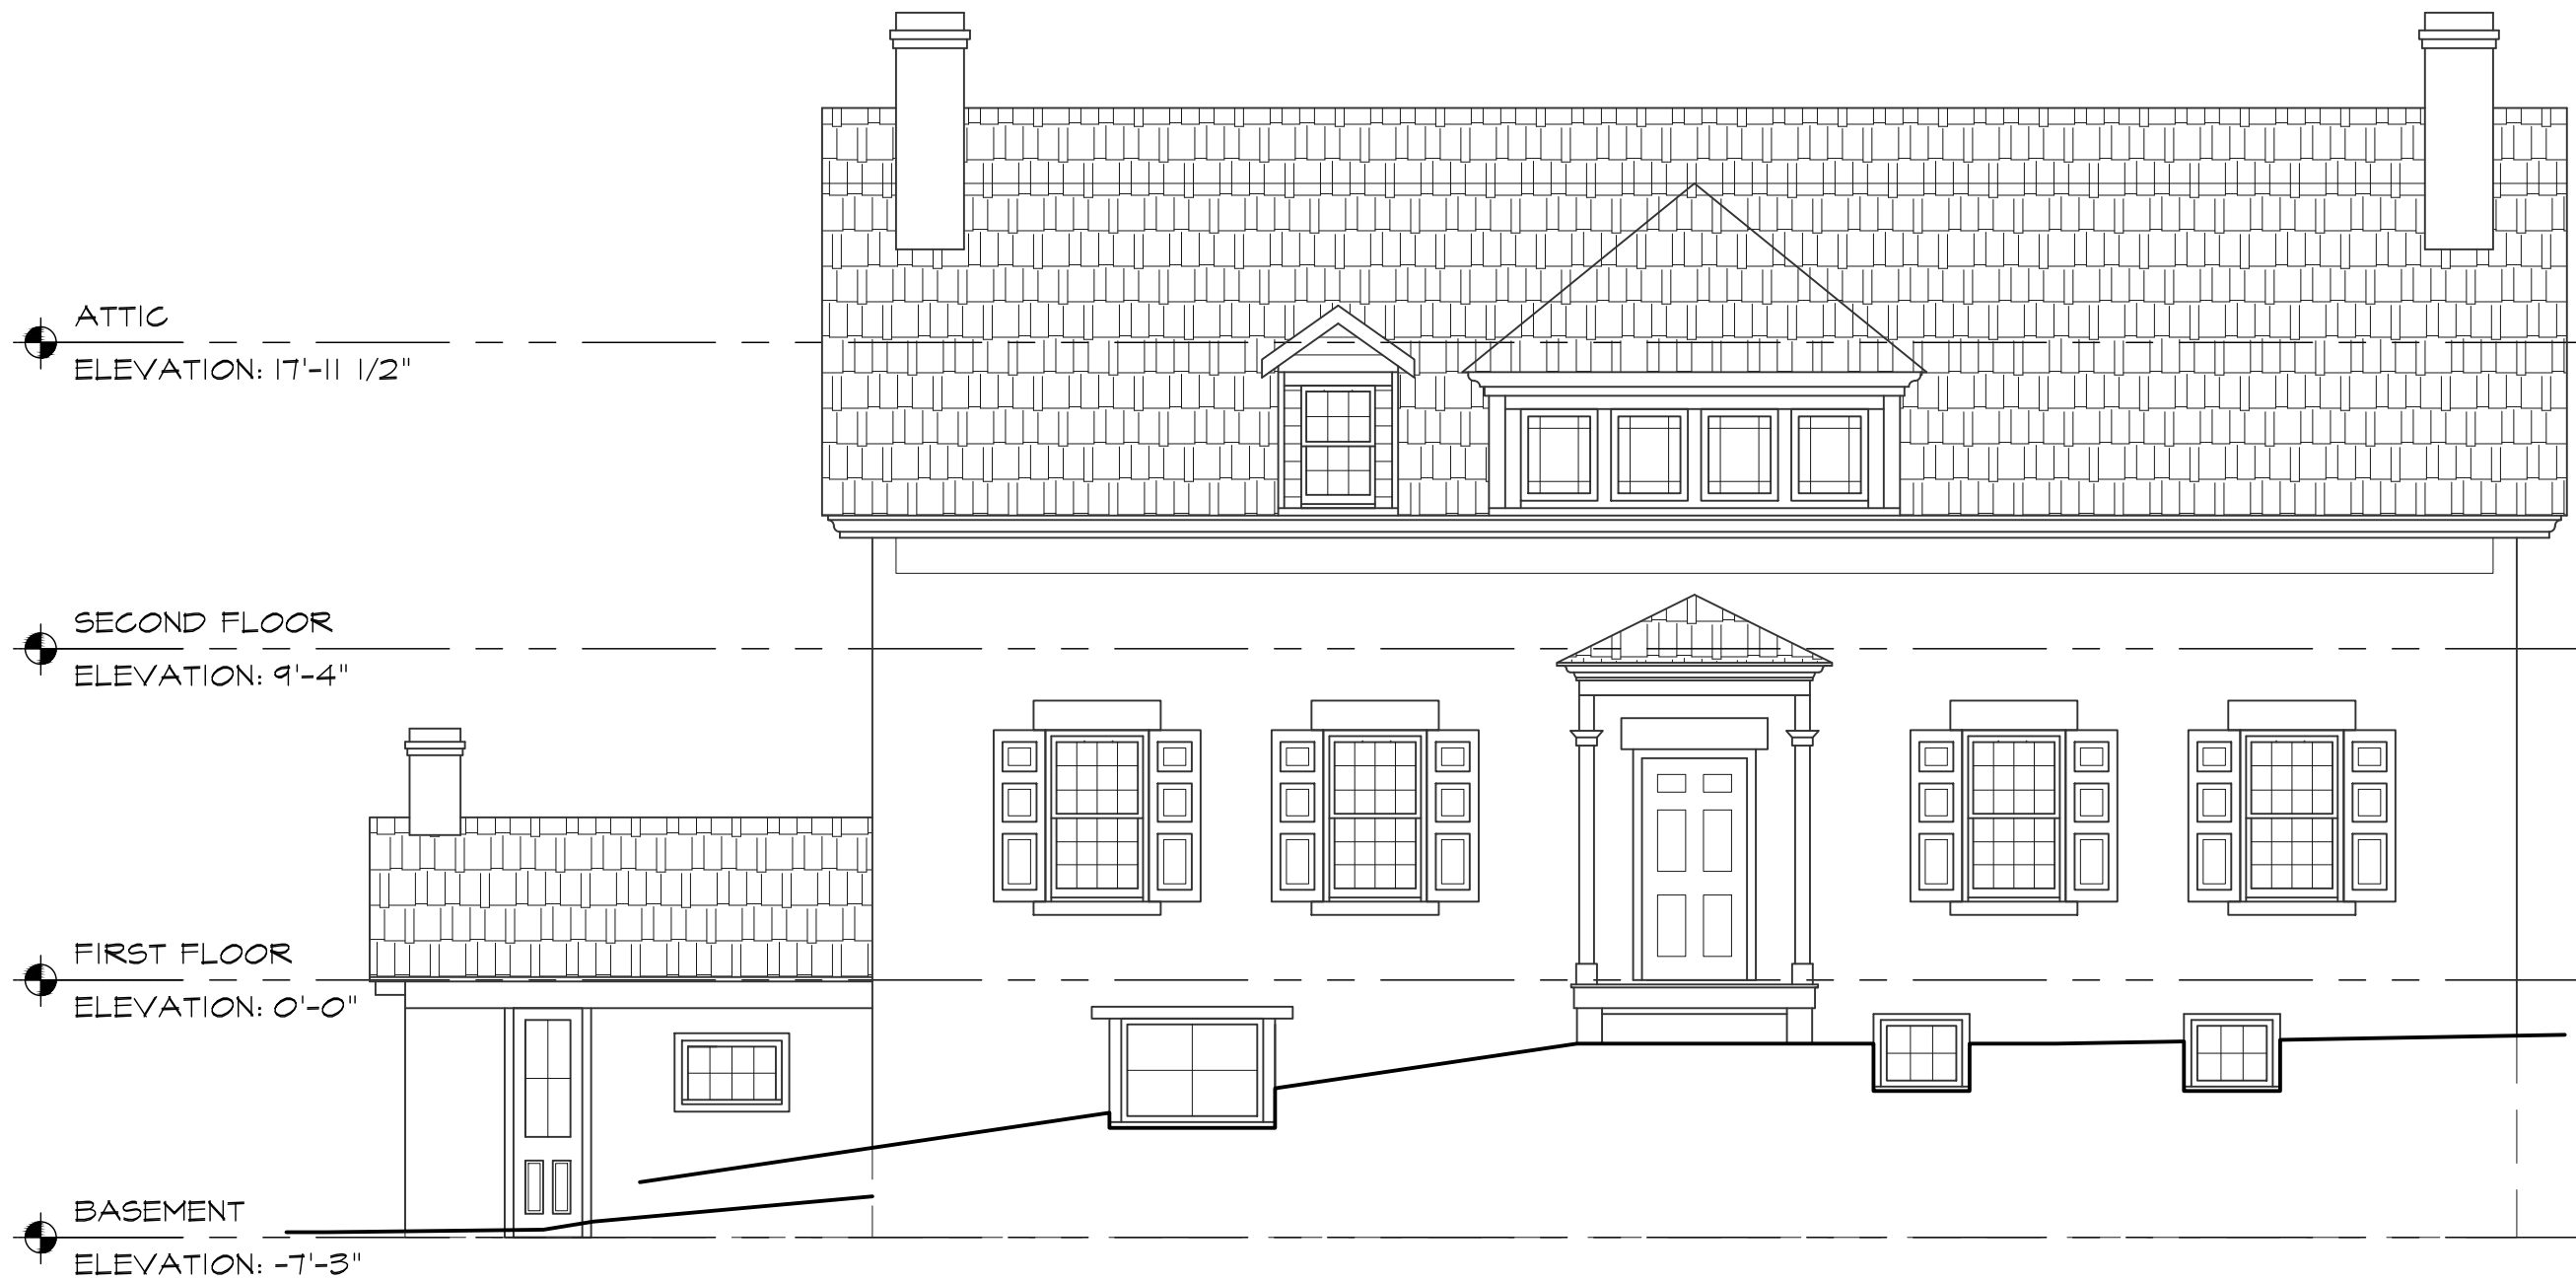 ATTIC
ELEVATION: 17'-11 1/2"
SECOND FLOOR
ELEVATION: 9'-4"
FIRST FLOOR
ELEVATION: 0'-0"
BASEMENT
ELEVATION: -7'-3"